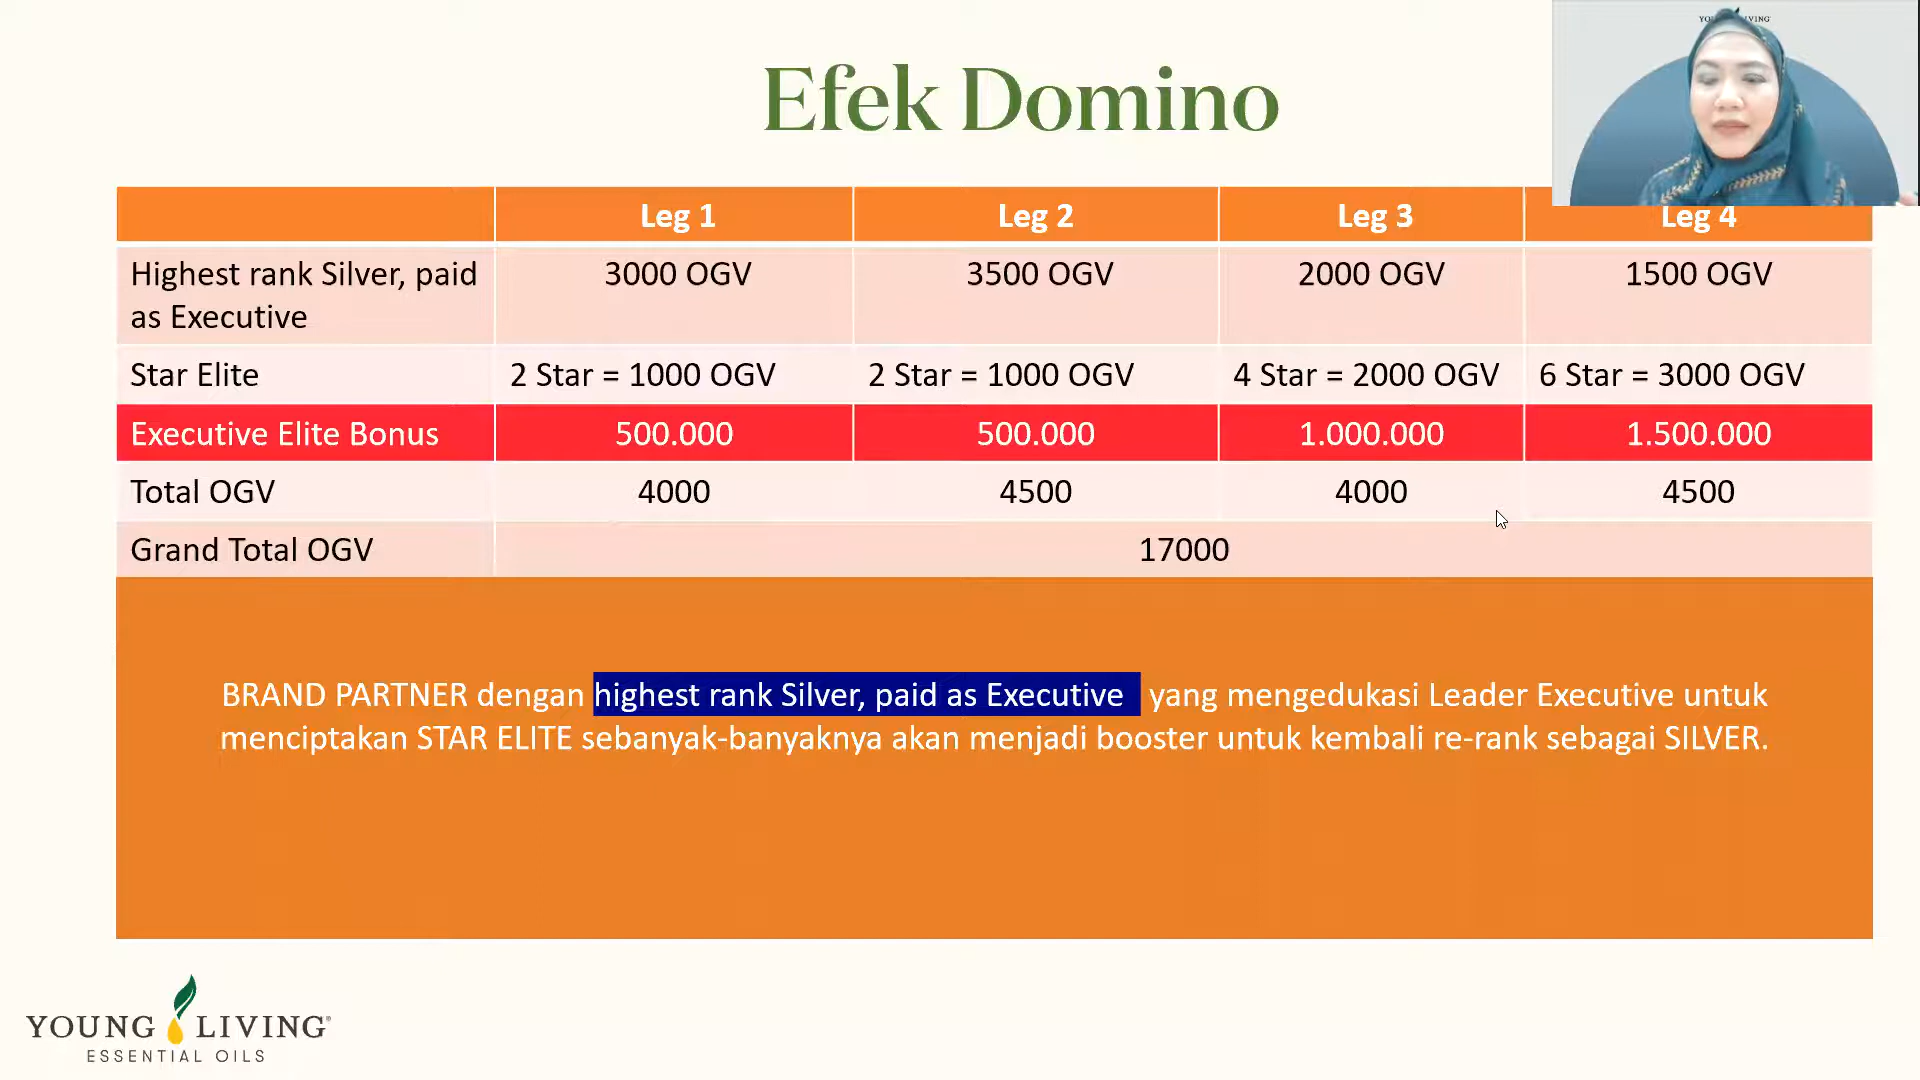 YOUNG LIVING
Efek Domino
Leg 1 Leg 2 Leg 3 Leg 4
Highest rank Silver, paid 3000 OGV 3500 OGV 2000 OGV 1500 OGV
as Executive
Star Elite 2 Star = 1000 OGV 2 Star = 1000 OGV 4 Star = 2000 OGV 6 Star = 3000 OGV
Executive Elite Bonus 500.000 500.000 1.000.000 1.500.000
Total OGV 4000 4500 4000 4500
Grand Total OGV 17000
BRAND PARTNER dengan highest rank Silver, paid as Executive yang mengedukasi Leader Executive untuk
menciptakan STAR ELITE sebanyak-banyaknya akan menjadi booster untuk kembali re-rank sebagai SILVER.
YOUNG LIVING®
ESSENTIAL OILS